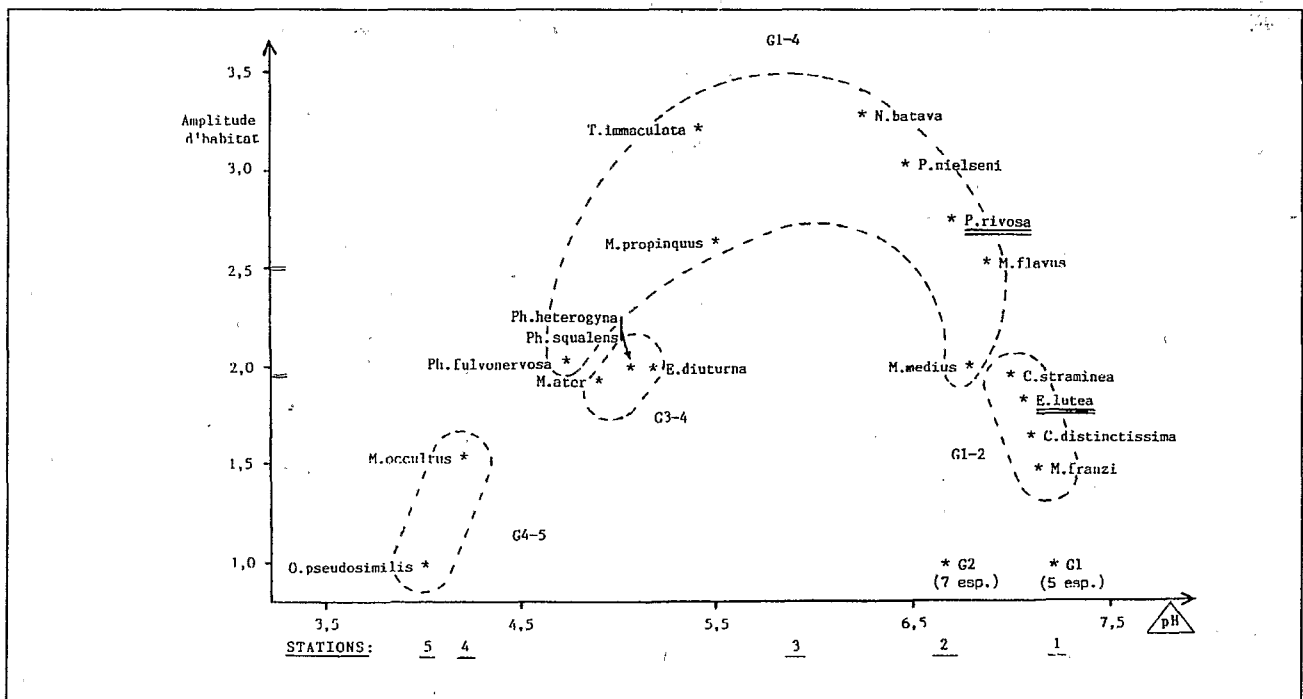 G1-4
3,5
Amplitude
d'habitat
T.immaculata *
* N.batava
3,0
* P.nielseni
* P.rivosa
M.propinquus *
2,5
* M.flavus
Ph.heterogyna
Ph.squalens
Ph.fulvonervosa *
2,0
M.ater *
* * E.diuturna
M.medius *
* C.straminea
* E.lutea
G3-4
* C.distinctissima
1,5
M.occultus *
G1-2
* M.franzi
G4-5
1,0
O.pseudosimilis *
* G2
(7 esp.)
* G1
(5 esp.)
3,5 4,5 5,5 6,5 7,5 pH
STATIONS: 5 4 3 2 1